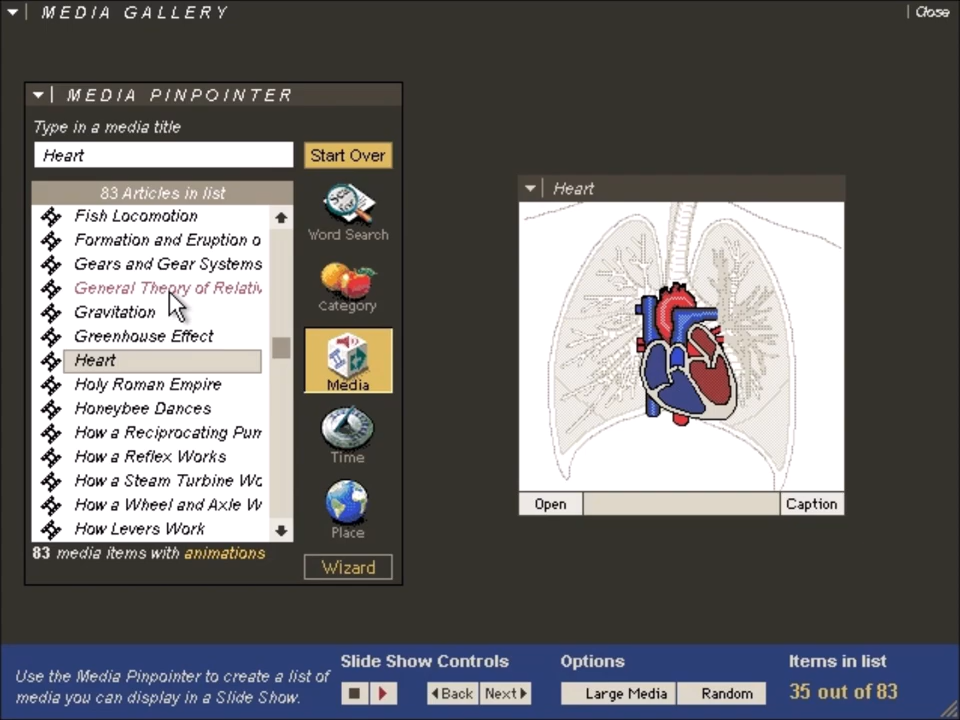 MEDIA GALLERY
Close
MEDIA PINPOINTER
Type in a media title
Heart
Start Over
83 Articles in list
Fish Locomotion
Formation and Eruption o
Gears and Gear Systems
General Theory of Relativ
Gravitation
Greenhouse Effect
Heart
Holy Roman Empire
Honeybee Dances
How a Reciprocating Pum
How a Reflex Works
How a Steam Turbine Wo
How a Wheel and Axle W
How Levers Work
83 media items with animations
Word Search
Category
Media
Time
Place
Wizard
Heart
Open
Caption
Use the Media Pinpointer to create a list of
media you can display in a Slide Show.
Slide Show Controls
Back
Next
Options
Large Media
Random
Items in list
35 out of 83